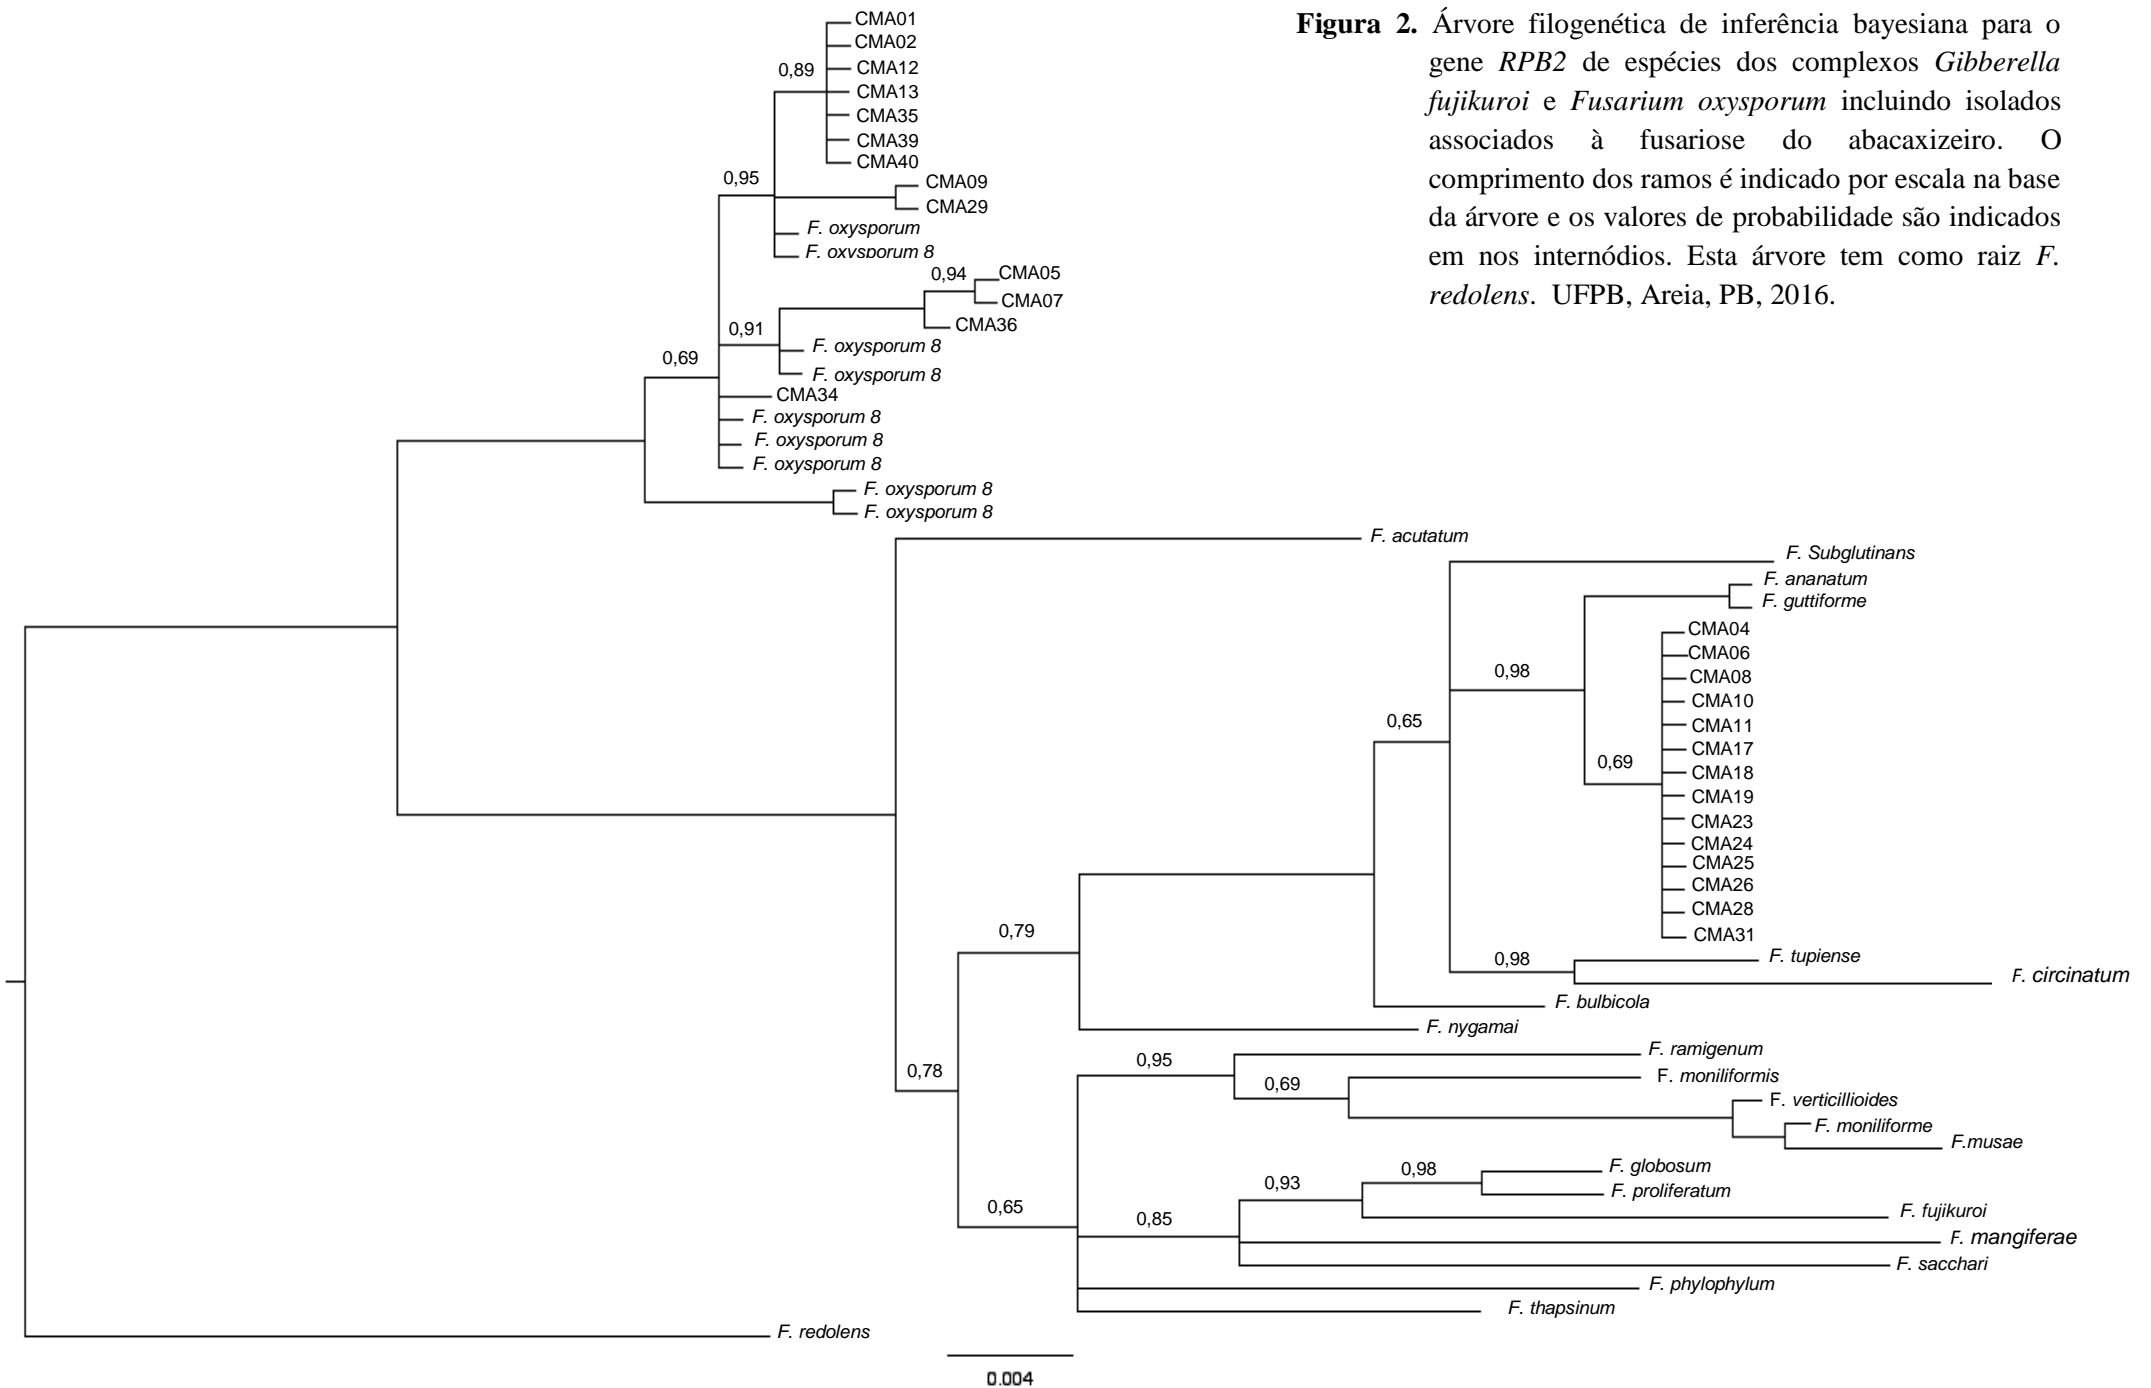 Figura 2. Árvore filogenética de inferência bayesiana para o
gene RPB2 de espécies dos complexos Gibberella
fujikuroi e Fusarium oxysporum incluindo isolados
associados à fusariose do abacaxizeiro. O
comprimento dos ramos é indicado por escala na base
da árvore e os valores de probabilidade são indicados
em nos internódios. Esta árvore tem como raiz F.
redolens. UFPB, Areia, PB, 2016.
CMA01
CMA02
0,89
CMA12
CMA13
CMA35
CMA39
CMA40
0,95
CMA09
CMA29
F. oxysporum
F. oxysporum 8
0,94
CMA05
CMA07
CMA36
0,91
F. oxysporum 8
0,69
F. oxysporum 8
CMA34
F. oxysporum 8
F. oxysporum 8
F. oxysporum 8
F. oxysporum 8
F. oxysporum 8
F. acutatum
F. Subglutinans
F. ananatum
F. guttiforme
CMA04
CMA06
0,98
CMA08
CMA10
0,65
CMA11
CMA17
0,69
CMA18
CMA19
CMA23
CMA24
CMA25
CMA26
CMA28
0,79
CMA31
0,98
F. tupiense
F. circinatum
F. bulbicola
F. nygamai
F. ramigenum
0,95
0,78
F. moniliformis
0,69
F. verticillioides
F. moniliforme
F.musae
F. globosum
0,98
0,93
F. proliferatum
0,65
F. fujikuroi
0,85
F. mangiferae
F. sacchari
F. phylophylum
F. thapsinum
F. redolens
0.004